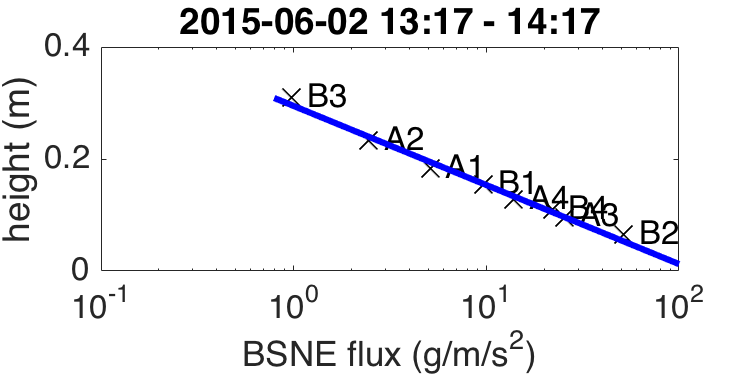 2015-06-02 13:17 - 14:17
height (m)
0.4
0.2
0
B3
A2
A1
B1
A4
B4
A3
B2
10^-1
10^0
10^1
10^2
BSNE flux (g/m/s^2)